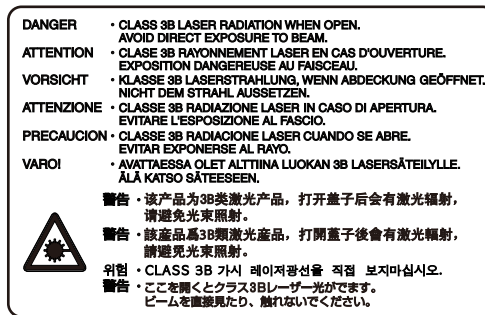 DANGER · CLASS 3B LASER RADIATION WHEN OPEN.
AVOID DIRECT EXPOSURE TO BEAM.
ATTENTION · CLASE 3B RAYONNEMENT LASER EN CAS D'OUVERTURE.
EXPOSITION DANGEREUSE AU FAISCEAU.
VORSICHT · KLASSE 3B LASERSTRAHLUNG, WENN ABDECKUNG GEÖFFNET.
NICHT DEM STRAHL AUSSETZEN.
ATTENZIONE · CLASSE 3B RADIAZIONE LASER IN CASO DI APERTURA.
EVITARE L'ESPOSIZIONE AL FASCIO.
PRECAUCION · CLASSE 3B RADIACIONE LASER CUANDO SE ABRE.
EVITAR EXPONERSE AL RAYO.
VARO! · AVATTAESSA OLET ALTTIINA LUOKAN 3B LASERSÄTEILYLLE.
ÄLÄ KATSO SÄTEESEEN.
警告 · 该产品为3B类激光产品，打开盖子后会有激光辐射，
请避免光束照射。
警告 · 該産品爲3B類激光産品，打開蓋子後會有激光輻射，
請避免光束照射。
위험 · CLASS 3B 가시 레이저광선을 직접 보지마십시오.
警告 · ここを開くとクラス3Bレーザー光がでます。
ビームを直接見たり、触れないでください。